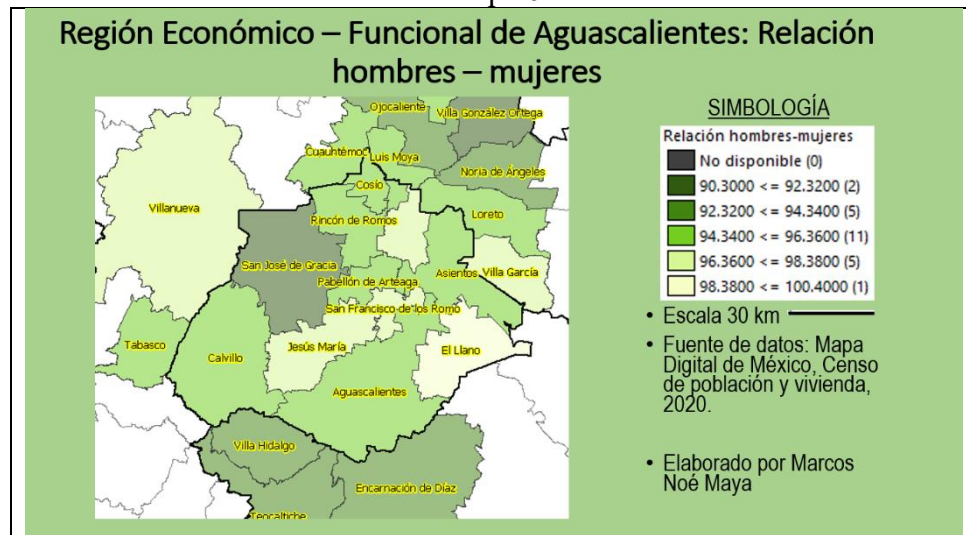 Región Económico – Funcional de Aguascalientes: Relación
hombres – mujeres
Ojocaliente
Villa González Ortega
Cuauhtémoc
Luis Moya
Noria de Ángeles
Cosío
Villanueva
Loreto
Rincón de Romos
San José de Gracia
Asientos
Villa García
Pabellón de Arteaga
San Francisco de los Romo
Tabasco
Calvillo
Jesús María
El Llano
Aguascalientes
Villa Hidalgo
Encarnación de Díaz
Teocaltiche
SIMBOLOGÍA
Relación hombres-mujeres
No disponible (0)
90.3000 <= 92.3200 (2)
92.3200 <= 94.3400 (5)
94.3400 <= 96.3600 (11)
96.3600 <= 98.3800 (5)
98.3800 <= 100.4000 (1)
• Escala 30 km
• Fuente de datos: Mapa
Digital de México, Censo
de población y vivienda,
2020.
• Elaborado por Marcos
Noé Maya